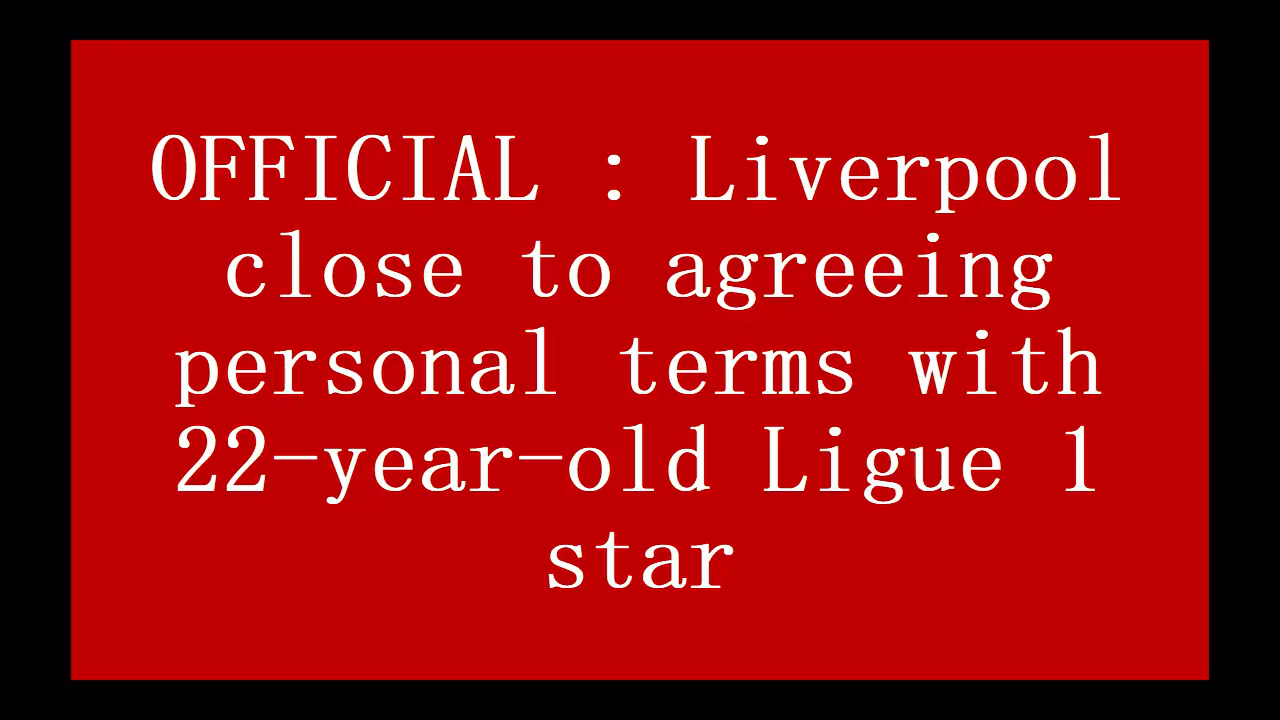 OFFICIAL : Liverpool
close to agreeing
personal terms with
22-year-old Ligue 1
star